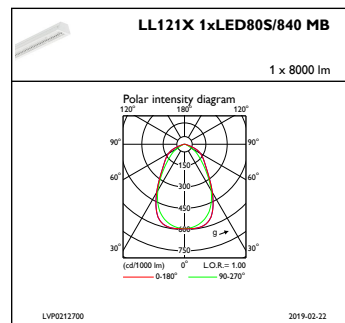 LL121X 1xLED80S/840 MB
1 x 8000 lm
Polar intensity diagram
120° 180° 120°
90° 90°
60° 150 60°
300
450
g
600
30° 750 30°
(cd/1000 lm) 0° L.O.R.= 1.00
0-180° 90-270°
LVP0212700 2019-02-22